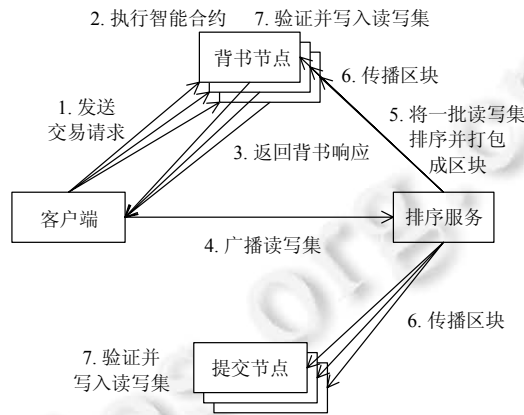 2. 执行智能合约
7. 验证并写入读写集
背书节点
6. 传播区块
1. 发送
交易请求
5. 将一批读写集
排序并打包
成区块
3. 返回背书响应
客户端
排序服务
4. 广播读写集
6. 传播区块
7. 验证并
写入读写集
提交节点